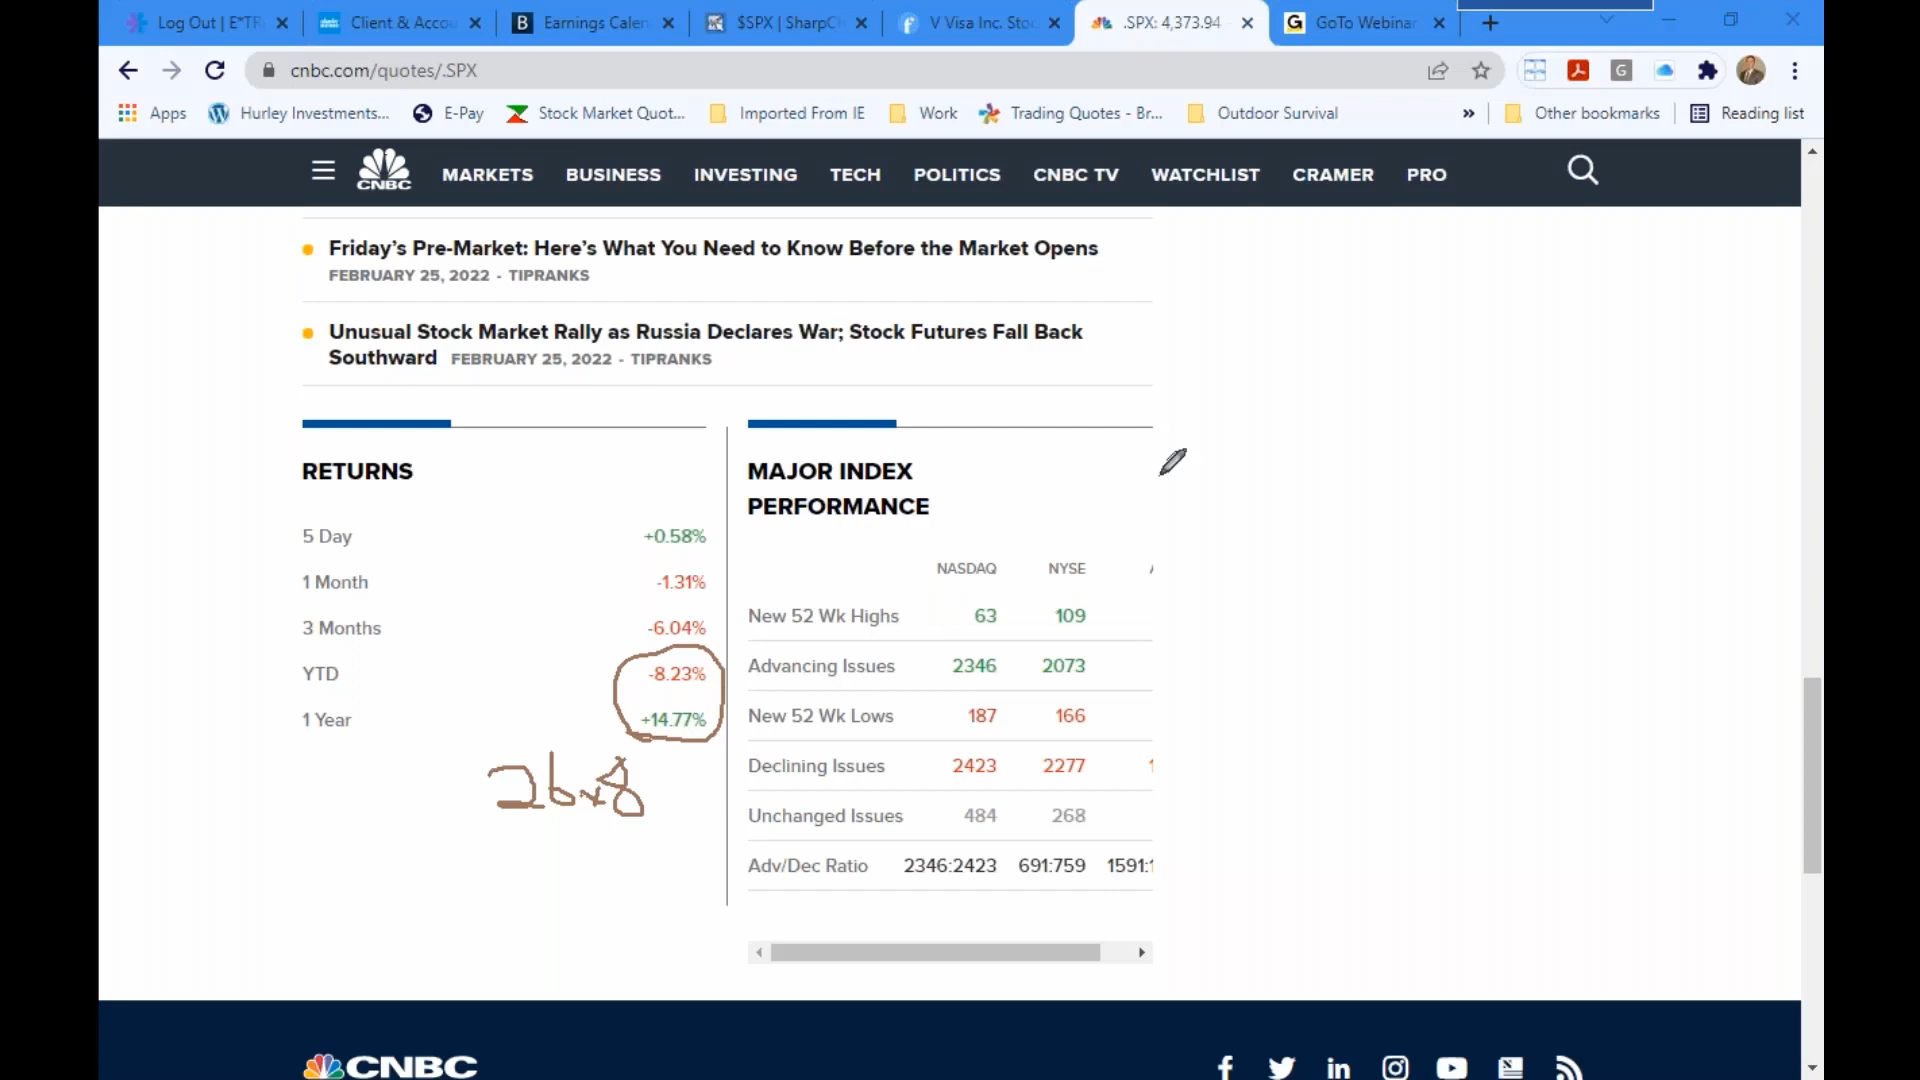 Log Out | E*TR
Client & Accou
Earnings Calen
$SPX | SharpCh
V Visa Inc. Stoc
.SPX: 4,373.94
GoTo Webinar
cnbc.com/quotes/.SPX
Apps
Hurley Investments...
E-Pay
Stock Market Quot...
Imported From IE
Work
Trading Quotes - Br...
Outdoor Survival
»
Other bookmarks
Reading list
CNBC
MARKETS BUSINESS INVESTING TECH POLITICS CNBC TV WATCHLIST CRAMER PRO
Friday's Pre-Market: Here's What You Need to Know Before the Market Opens
FEBRUARY 25, 2022 - TIPRANKS
Unusual Stock Market Rally as Russia Declares War; Stock Futures Fall Back
Southward FEBRUARY 25, 2022 - TIPRANKS
RETURNS
5 Day +0.58%
1 Month -1.31%
3 Months -6.04%
YTD -8.23%
1 Year +14.77%
MAJOR INDEX
PERFORMANCE
NASDAQ NYSE
New 52 Wk Highs 63 109
Advancing Issues 2346 2073
New 52 Wk Lows 187 166
Declining Issues 2423 2277
Unchanged Issues 484 268
Adv/Dec Ratio 2346:2423 691:759 1591:1
CNBC